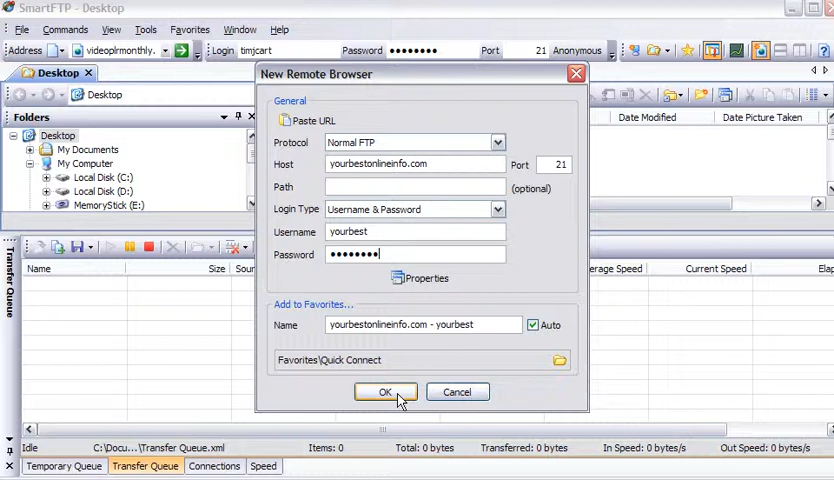 SmartFTP - Desktop
File Commands View Tools Favorites Window Help
Address videoplrmonthly. Login timjcart Password ●●●●●●●● Port 21 Anonymous
Desktop
Desktop
Folders
Desktop
My Documents
My Computer
Local Disk (C:)
Local Disk (D:)
MemoryStick (E:)
Date Modified Date Picture Taken
New Remote Browser
General
Paste URL
Protocol Normal FTP
Host yourbestonlineinfo.com Port 21
Path (optional)
Login Type Username & Password
Username yourbest
Password ●●●●●●●●
Properties
Add to Favorites...
Name yourbestonlineinfo.com - yourbest Auto
Favorites\Quick Connect
OK Cancel
Transfer Queue
Name Size Sour verage Speed Current Speed
Idle C:\Docu...\Transfer Queue.xml Items: 0 Total: 0 bytes Transferred: 0 bytes In Speed: 0 bytes/s Out Speed: 0 bytes/s
Temporary Queue Transfer Queue Connections Speed